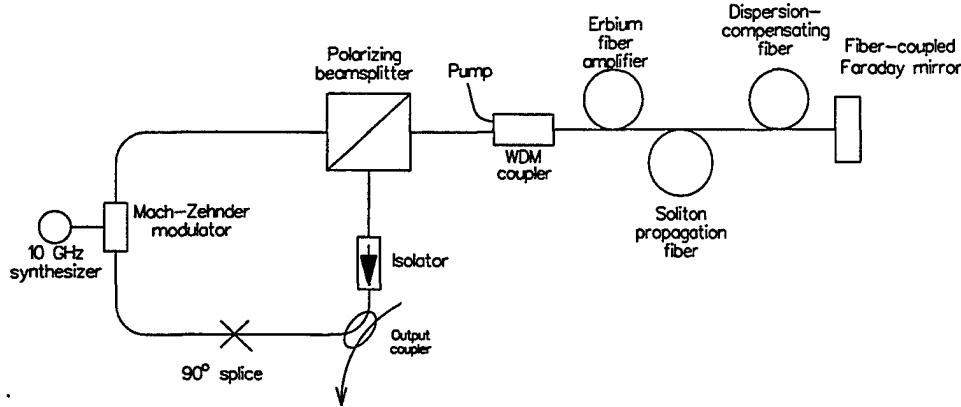 Polarizing
beamsplitter
Pump
WDM
coupler
Erbium
fiber
amplifier
Dispersion-
compensating
fiber
Fiber-coupled
Faraday mirror
Soliton
propagation
fiber
Mach-Zehnder
modulator
10 GHz
synthesizer
Isolator
Output
coupler
90° splice